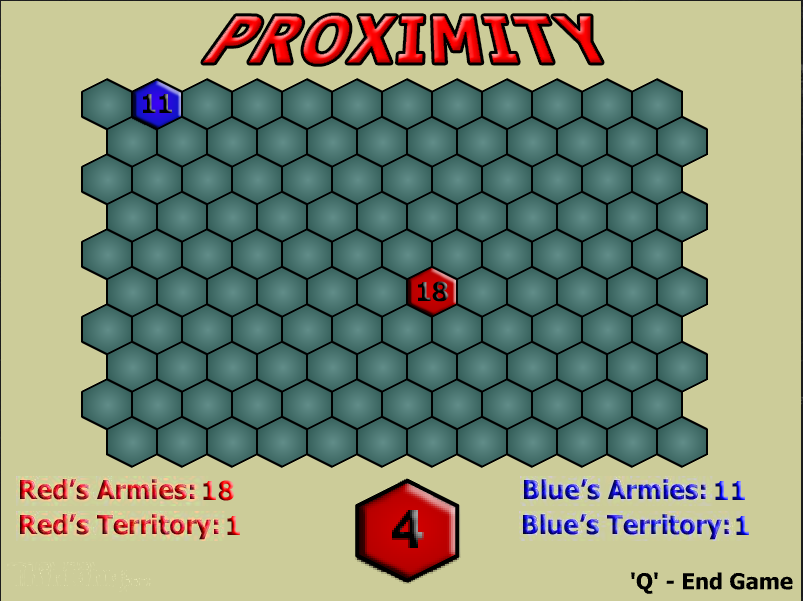 PROXIMITY
11
18
Red's Armies: 18
Blue's Armies: 11
4
Red's Territory: 1
Blue's Territory: 1
'Q' - End Game